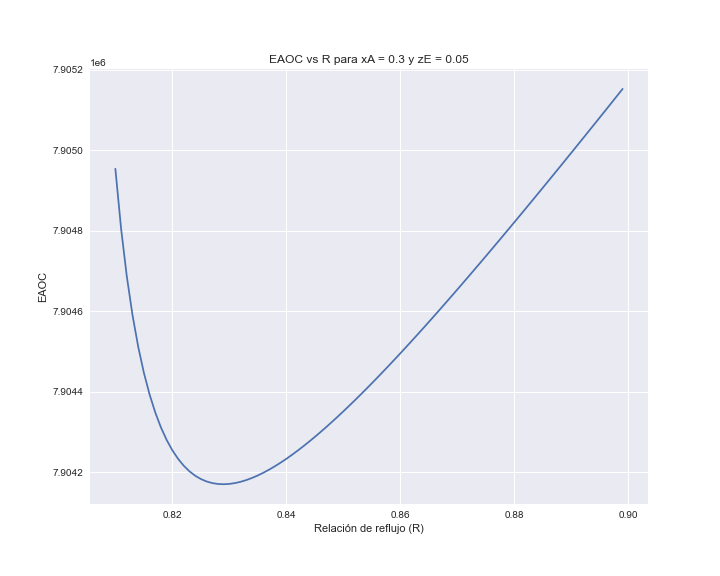 EAOC vs R para xA = 0.3 y zE = 0.05
1e6
7.9052
7.9050
7.9048
7.9046
7.9044
7.9042
EAOC
0.82 0.84 0.86 0.88 0.90
Relación de reflujo (R)